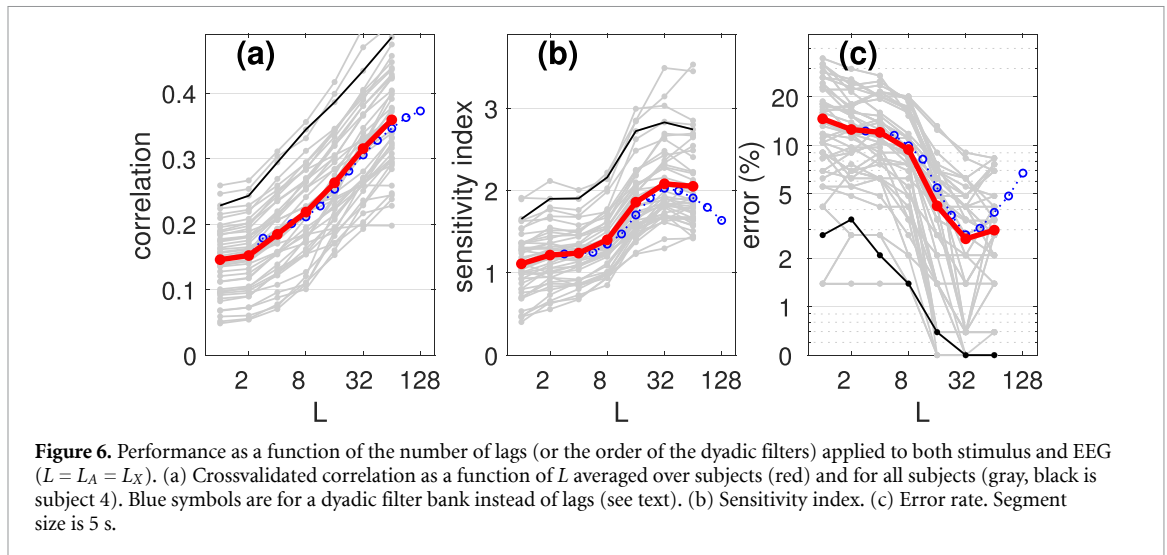 (a)
(b)
(c)
correlation
0.4
0.3
0.2
0.1
0
2
8
32
128
L
sensitivity index
3
2
1
0
2
8
32
128
L
error (%)
20
10
5
2
1
0
2
8
32
128
L
Figure 6. Performance as a function of the number of lags (or the order of the dyadic filters) applied to both stimulus and EEG
(L = L_A = L_X). (a) Crossvalidated correlation as a function of L averaged over subjects (red) and for all subjects (gray, black is
subject 4). Blue symbols are for a dyadic filter bank instead of lags (see text). (b) Sensitivity index. (c) Error rate. Segment
size is 5 s.